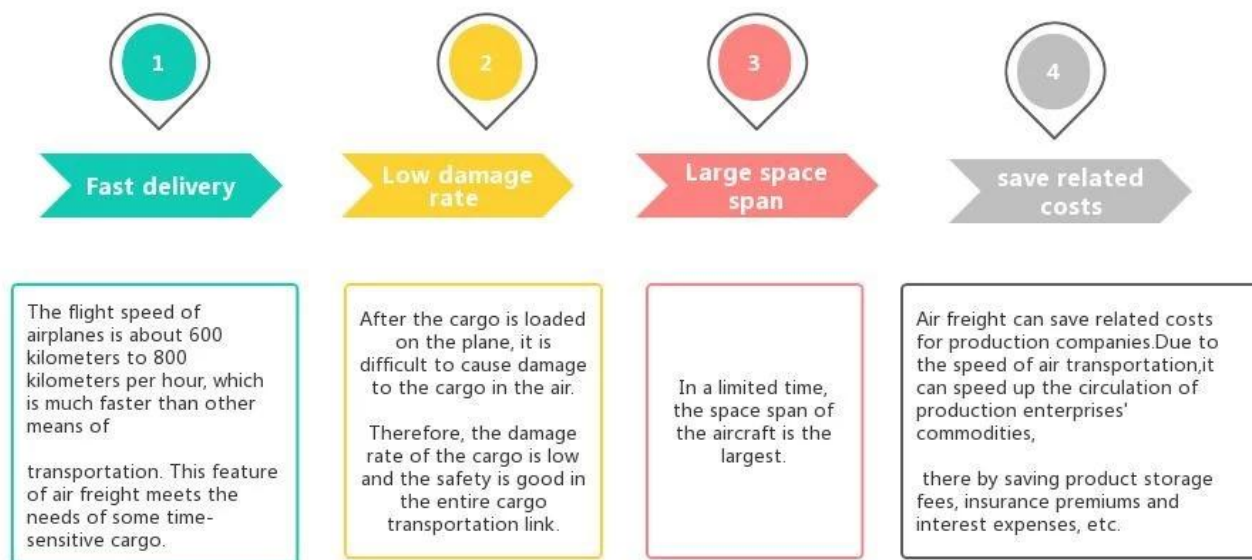 1
Fast delivery
The flight speed of
airplanes is about 600
kilometers to 800
kilometers per hour, which
is much faster than other
means of
transportation. This feature
of air freight meets the
needs of some time-
sensitive cargo.
2
Low damage
rate
After the cargo is loaded
on the plane, it is
difficult to cause damage
to the cargo in the air.
Therefore, the damage
rate of the cargo is low
and the safety is good in
the entire cargo
transportation link.
3
Large space
span
In a limited time,
the space span of
the aircraft is the
largest.
4
save related
costs
Air freight can save related costs
for production companies.Due to
the speed of air transportation,it
can speed up the circulation of
production enterprises'
commodities,
there by saving product storage
fees, insurance premiums and
interest expenses, etc.